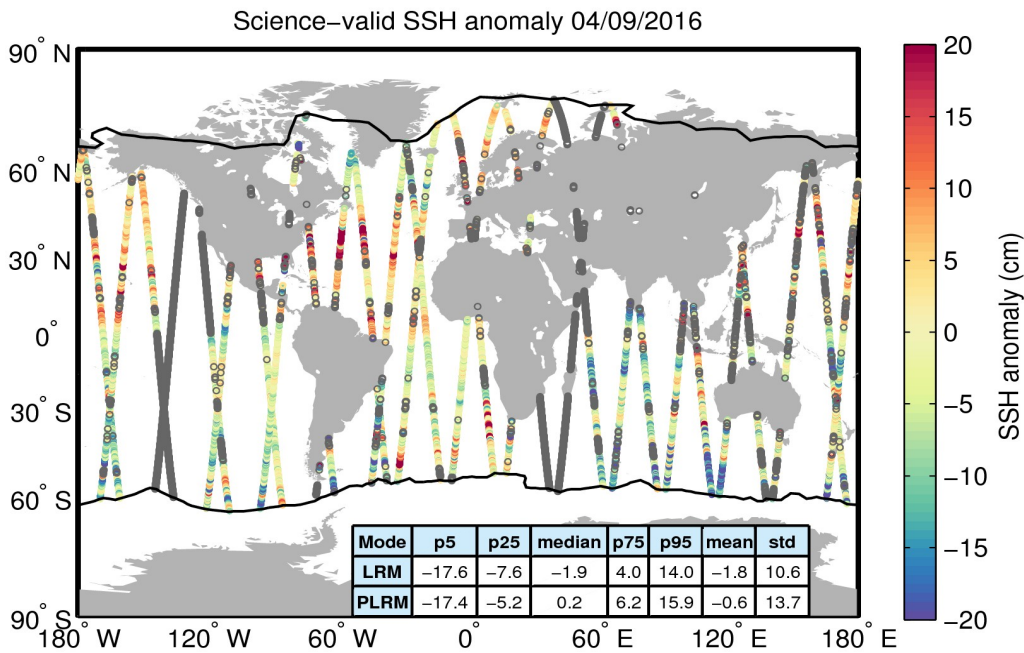 Science−valid SSH anomaly 04/09/2016
90° N
60° N
30° N
0°
30° S
60° S
90° S
180° W
120° W
60° W
0°
60° E
120° E
180° E
20
15
10
5
0
−5
−10
−15
−20
SSH anomaly (cm)
Mode p5 p25 median p75 p95 mean std
LRM −17.6 −7.6 −1.9 4.0 14.0 −1.8 10.6
PLRM −17.4 −5.2 0.2 6.2 15.9 −0.6 13.7